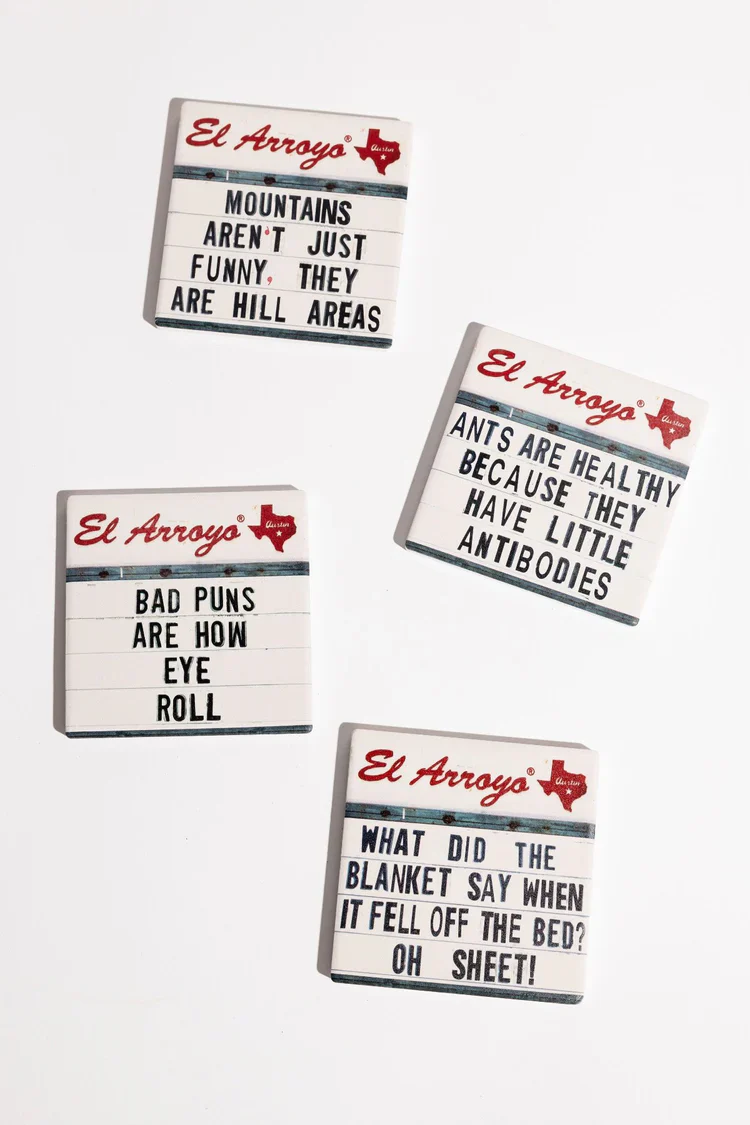 El Arroyo®
Austin
MOUNTAINS
AREN'T JUST
FUNNY, THEY
ARE HILL AREAS
El Arroyo®
Austin
ANTS ARE HEALTHY
BECAUSE THEY
HAVE LITTLE
ANTIBODIES
El Arroyo®
Austin
BAD PUNS
ARE HOW
EYE
ROLL
El Arroyo®
Austin
WHAT DID THE
BLANKET SAY WHEN
IT FELL OFF THE BED?
OH SHEET!